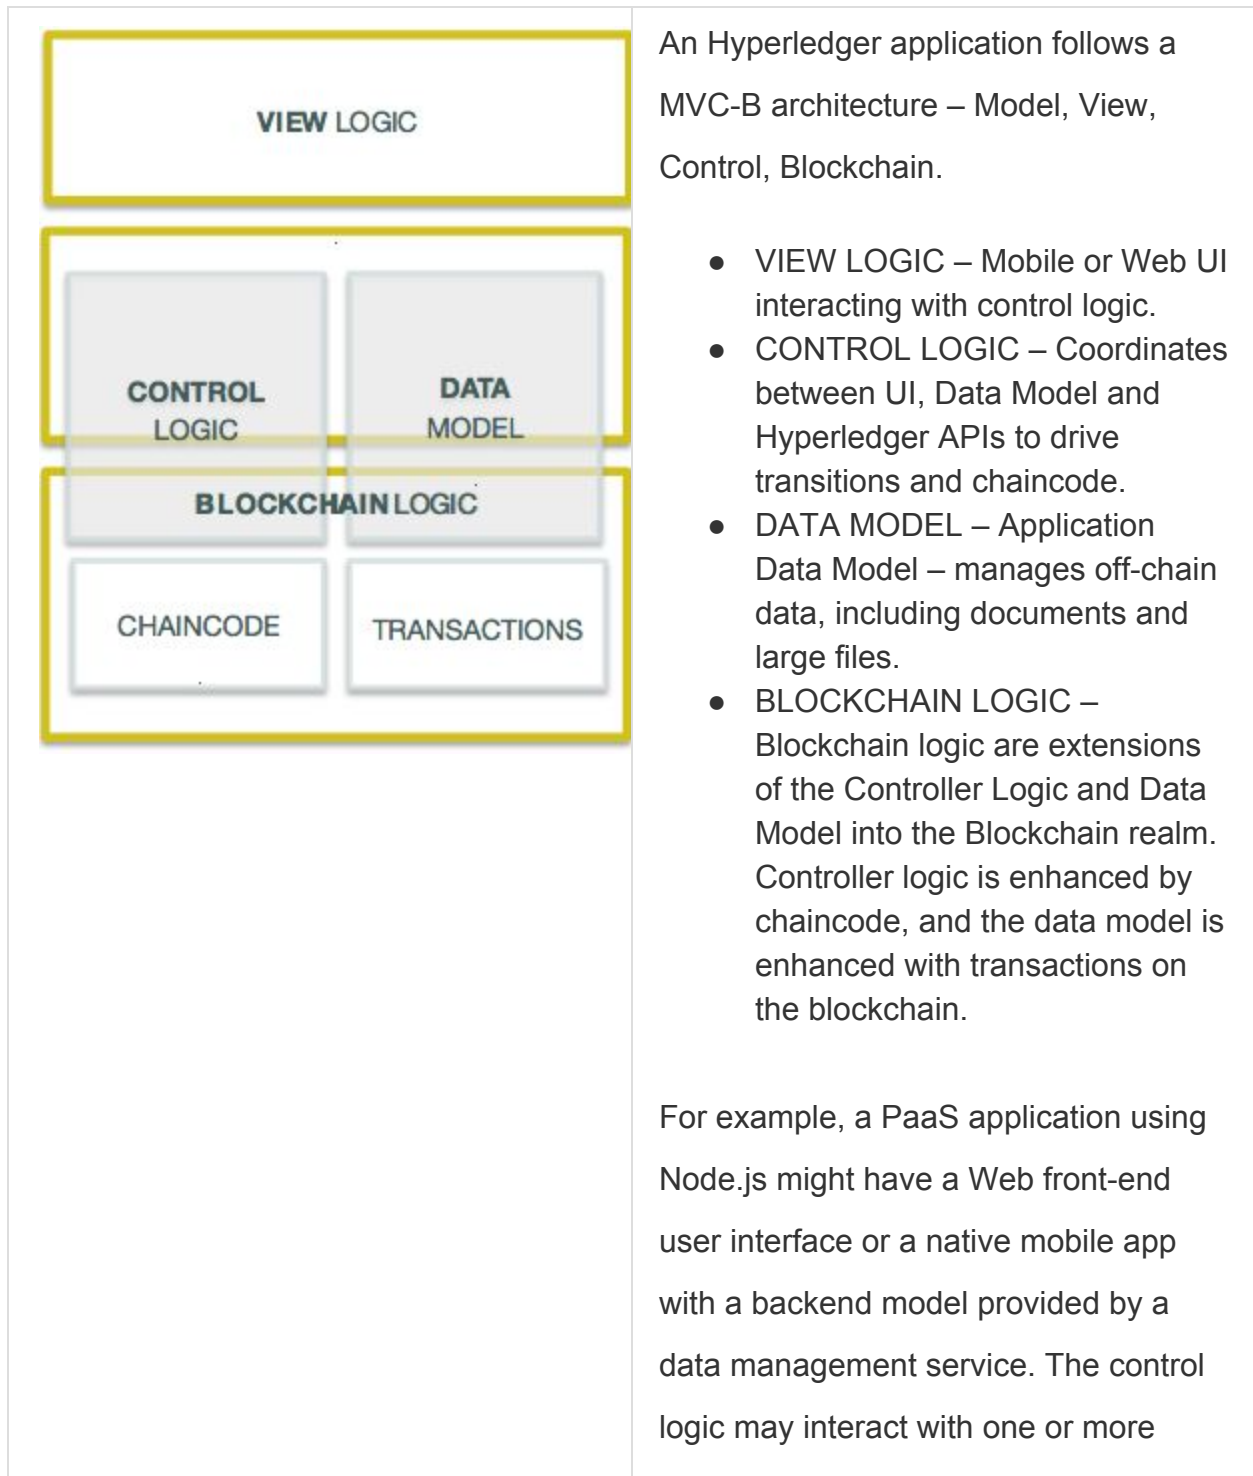 VIEW LOGIC
CONTROL
LOGIC
DATA
MODEL
BLOCKCHAIN LOGIC
CHAINCODE
TRANSACTIONS
An Hyperledger application follows a
MVC-B architecture – Model, View,
Control, Blockchain.
● VIEW LOGIC – Mobile or Web UI
interacting with control logic.
● CONTROL LOGIC – Coordinates
between UI, Data Model and
Hyperledger APIs to drive
transitions and chaincode.
● DATA MODEL – Application
Data Model – manages off-chain
data, including documents and
large files.
● BLOCKCHAIN LOGIC –
Blockchain logic are extensions
of the Controller Logic and Data
Model into the Blockchain realm.
Controller logic is enhanced by
chaincode, and the data model is
enhanced with transactions on
the blockchain.
For example, a PaaS application using
Node.js might have a Web front-end
user interface or a native mobile app
with a backend model provided by a
data management service. The control
logic may interact with one or more